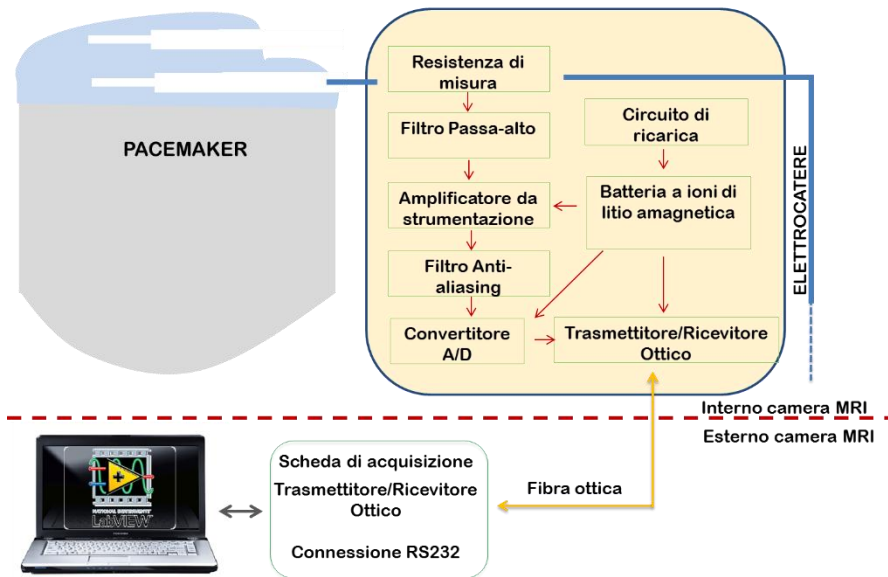 PACEMAKER
Resistenza di
misura
Filtro Passa-alto
Amplificatore da
strumentazione
Filtro Anti-
aliasing
Convertitore
A/D
Circuito di
ricarica
Batteria a ioni di
litio amagnetica
Trasmettitore/Ricevitore
Ottico
ELETTROCATERE
Interno camera MRI
Esterno camera MRI
NATIONAL INSTRUMENTS
LabVIEW
Scheda di acquisizione
Trasmettitore/Ricevitore
Ottico
Connessione RS232
Fibra ottica